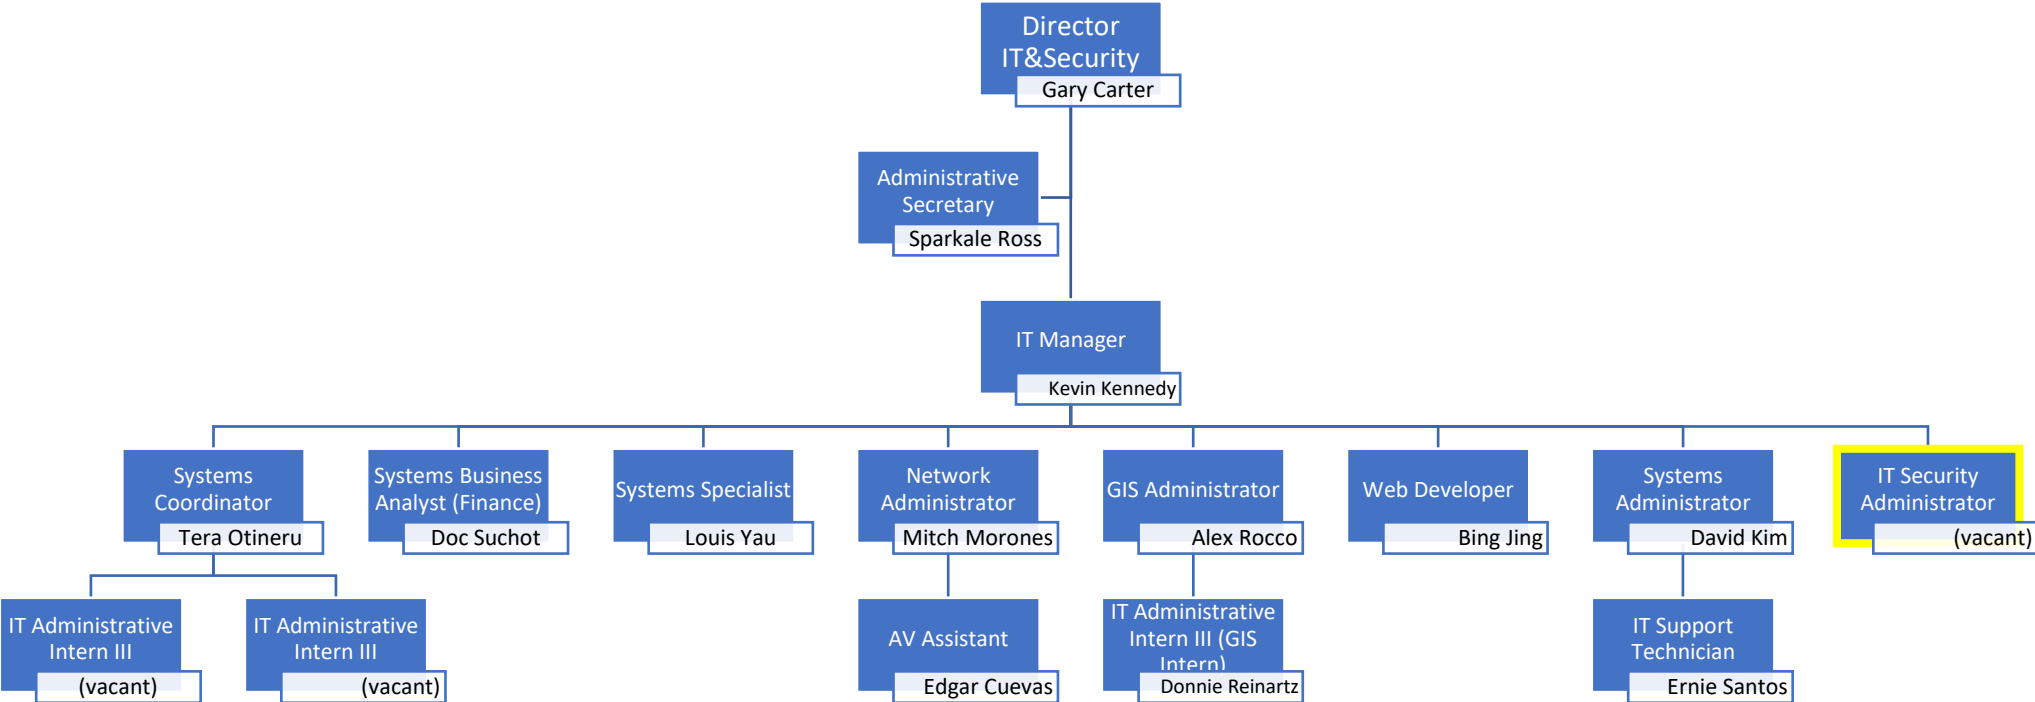 Director
IT&Security
Gary Carter
Administrative
Secretary
Sparkale Ross
IT Manager
Kevin Kennedy
Systems
Coordinator
Tera Otineru
Systems Business
Analyst (Finance)
Doc Suchot
Systems Specialist
Louis Yau
Network
Administrator
Mitch Morones
GIS Administrator
Alex Rocco
Web Developer
Bing Jing
Systems
Administrator
David Kim
IT Security
Administrator
(vacant)
IT Administrative
Intern III
(vacant)
IT Administrative
Intern III
(vacant)
AV Assistant
Edgar Cuevas
IT Administrative
Intern III (GIS
Intern)
Donnie Reinartz
IT Support
Technician
Ernie Santos